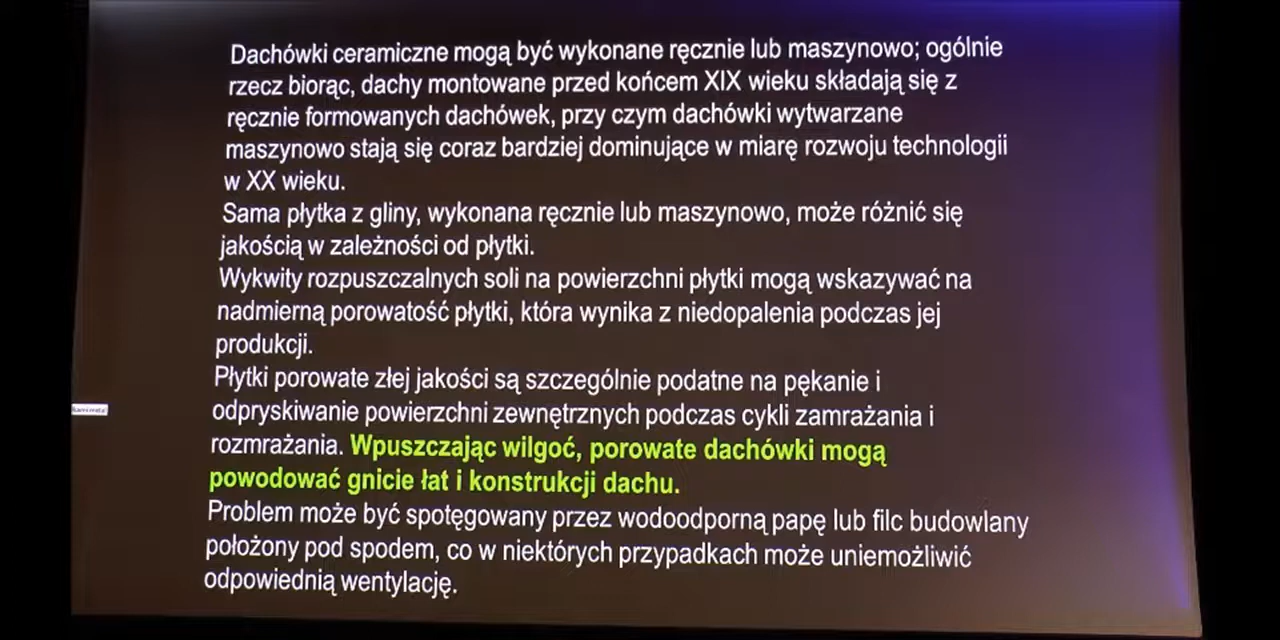 Dachówki ceramiczne mogą być wykonane ręcznie lub maszynowo; ogólnie
rzecz biorąc, dachy montowane przed końcem XIX wieku składają się z
ręcznie formowanych dachówek, przy czym dachówki wytwarzane
maszynowo stają się coraz bardziej dominujące w miarę rozwoju technologii
w XX wieku.
Sama płytka z gliny, wykonana ręcznie lub maszynowo, może różnić się
jakością w zależności od płytki.
Wykwity rozpuszczalnych soli na powierzchni płytki mogą wskazywać na
nadmierną porowatość płytki, która wynika z niedopalenia podczas jej
produkcji.
Płytki porowate złej jakości są szczególnie podatne na pękanie i
odpryskiwanie powierzchni zewnętrznych podczas cykli zamrażania i
rozmrażania. Wpuszczając wilgoć, porowate dachówki mogą
powodować gnicie łat i konstrukcji dachu.
Problem może być spotęgowany przez wodoodporną papę lub filc budowlany
położony pod spodem, co w niektórych przypadkach może uniemożliwić
odpowiednią wentylację.